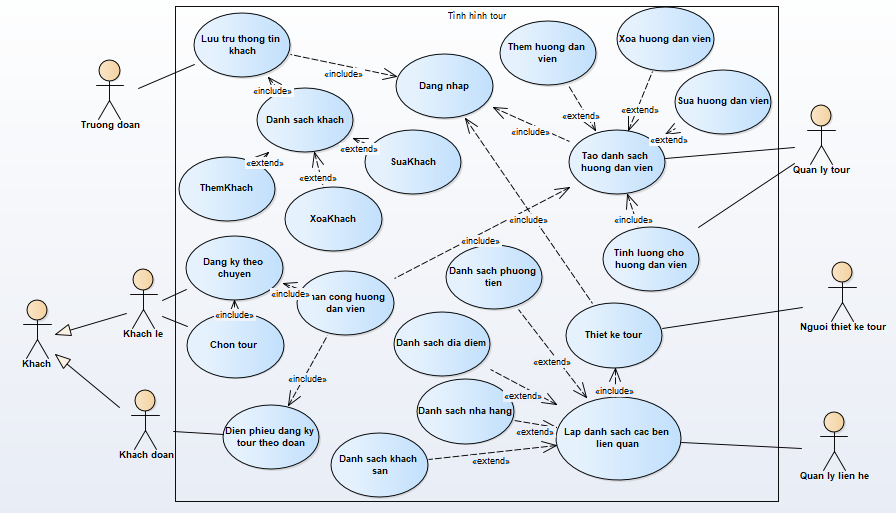 Tình hình tour
Luu tru thong tin
khach
«include»
Dang nhap
Them huong dan
vien
Xoa huong dan vien
Sua huong dan vien
Truong doan
«include»
Danh sach khach
«extend»
«extend»
«include»
«extend»
Tao danh sach
huong dan vien
Quan ly tour
«extend»
SuaKhach
«extend»
ThemKhach
«extend»
XoaKhach
«include»
«include»
«include»
Tinh luong cho
huong dan vien
Dang ky theo
chuyen
«include»
an cong huong
dan vien
Danh sach phuong
tien
Khach le
«include»
Chon tour
Khach
Danh sach dia diem
Thiet ke tour
Nguoi thiet ke tour
«extend»
«include»
«include»
«extend»
Danh sach nha hang
«extend»
Khach doan
Dien phieu dang ky
tour theo doan
Lap danh sach cac ben
lien quan
Danh sach khach
san
«extend»
Quan ly lien he